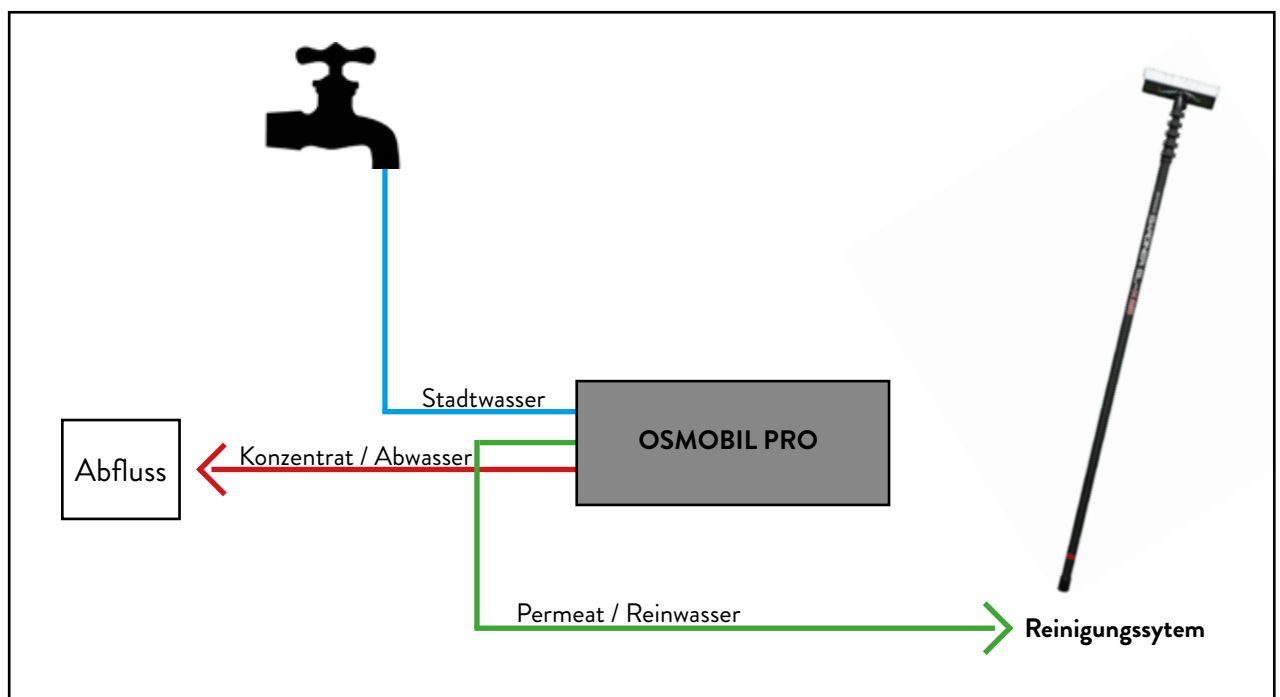 Stadtwasser
OSMOBIL PRO
Konzentrat / Abwasser
Abfluss
Permeat / Reinwasser
Reinigungssytem